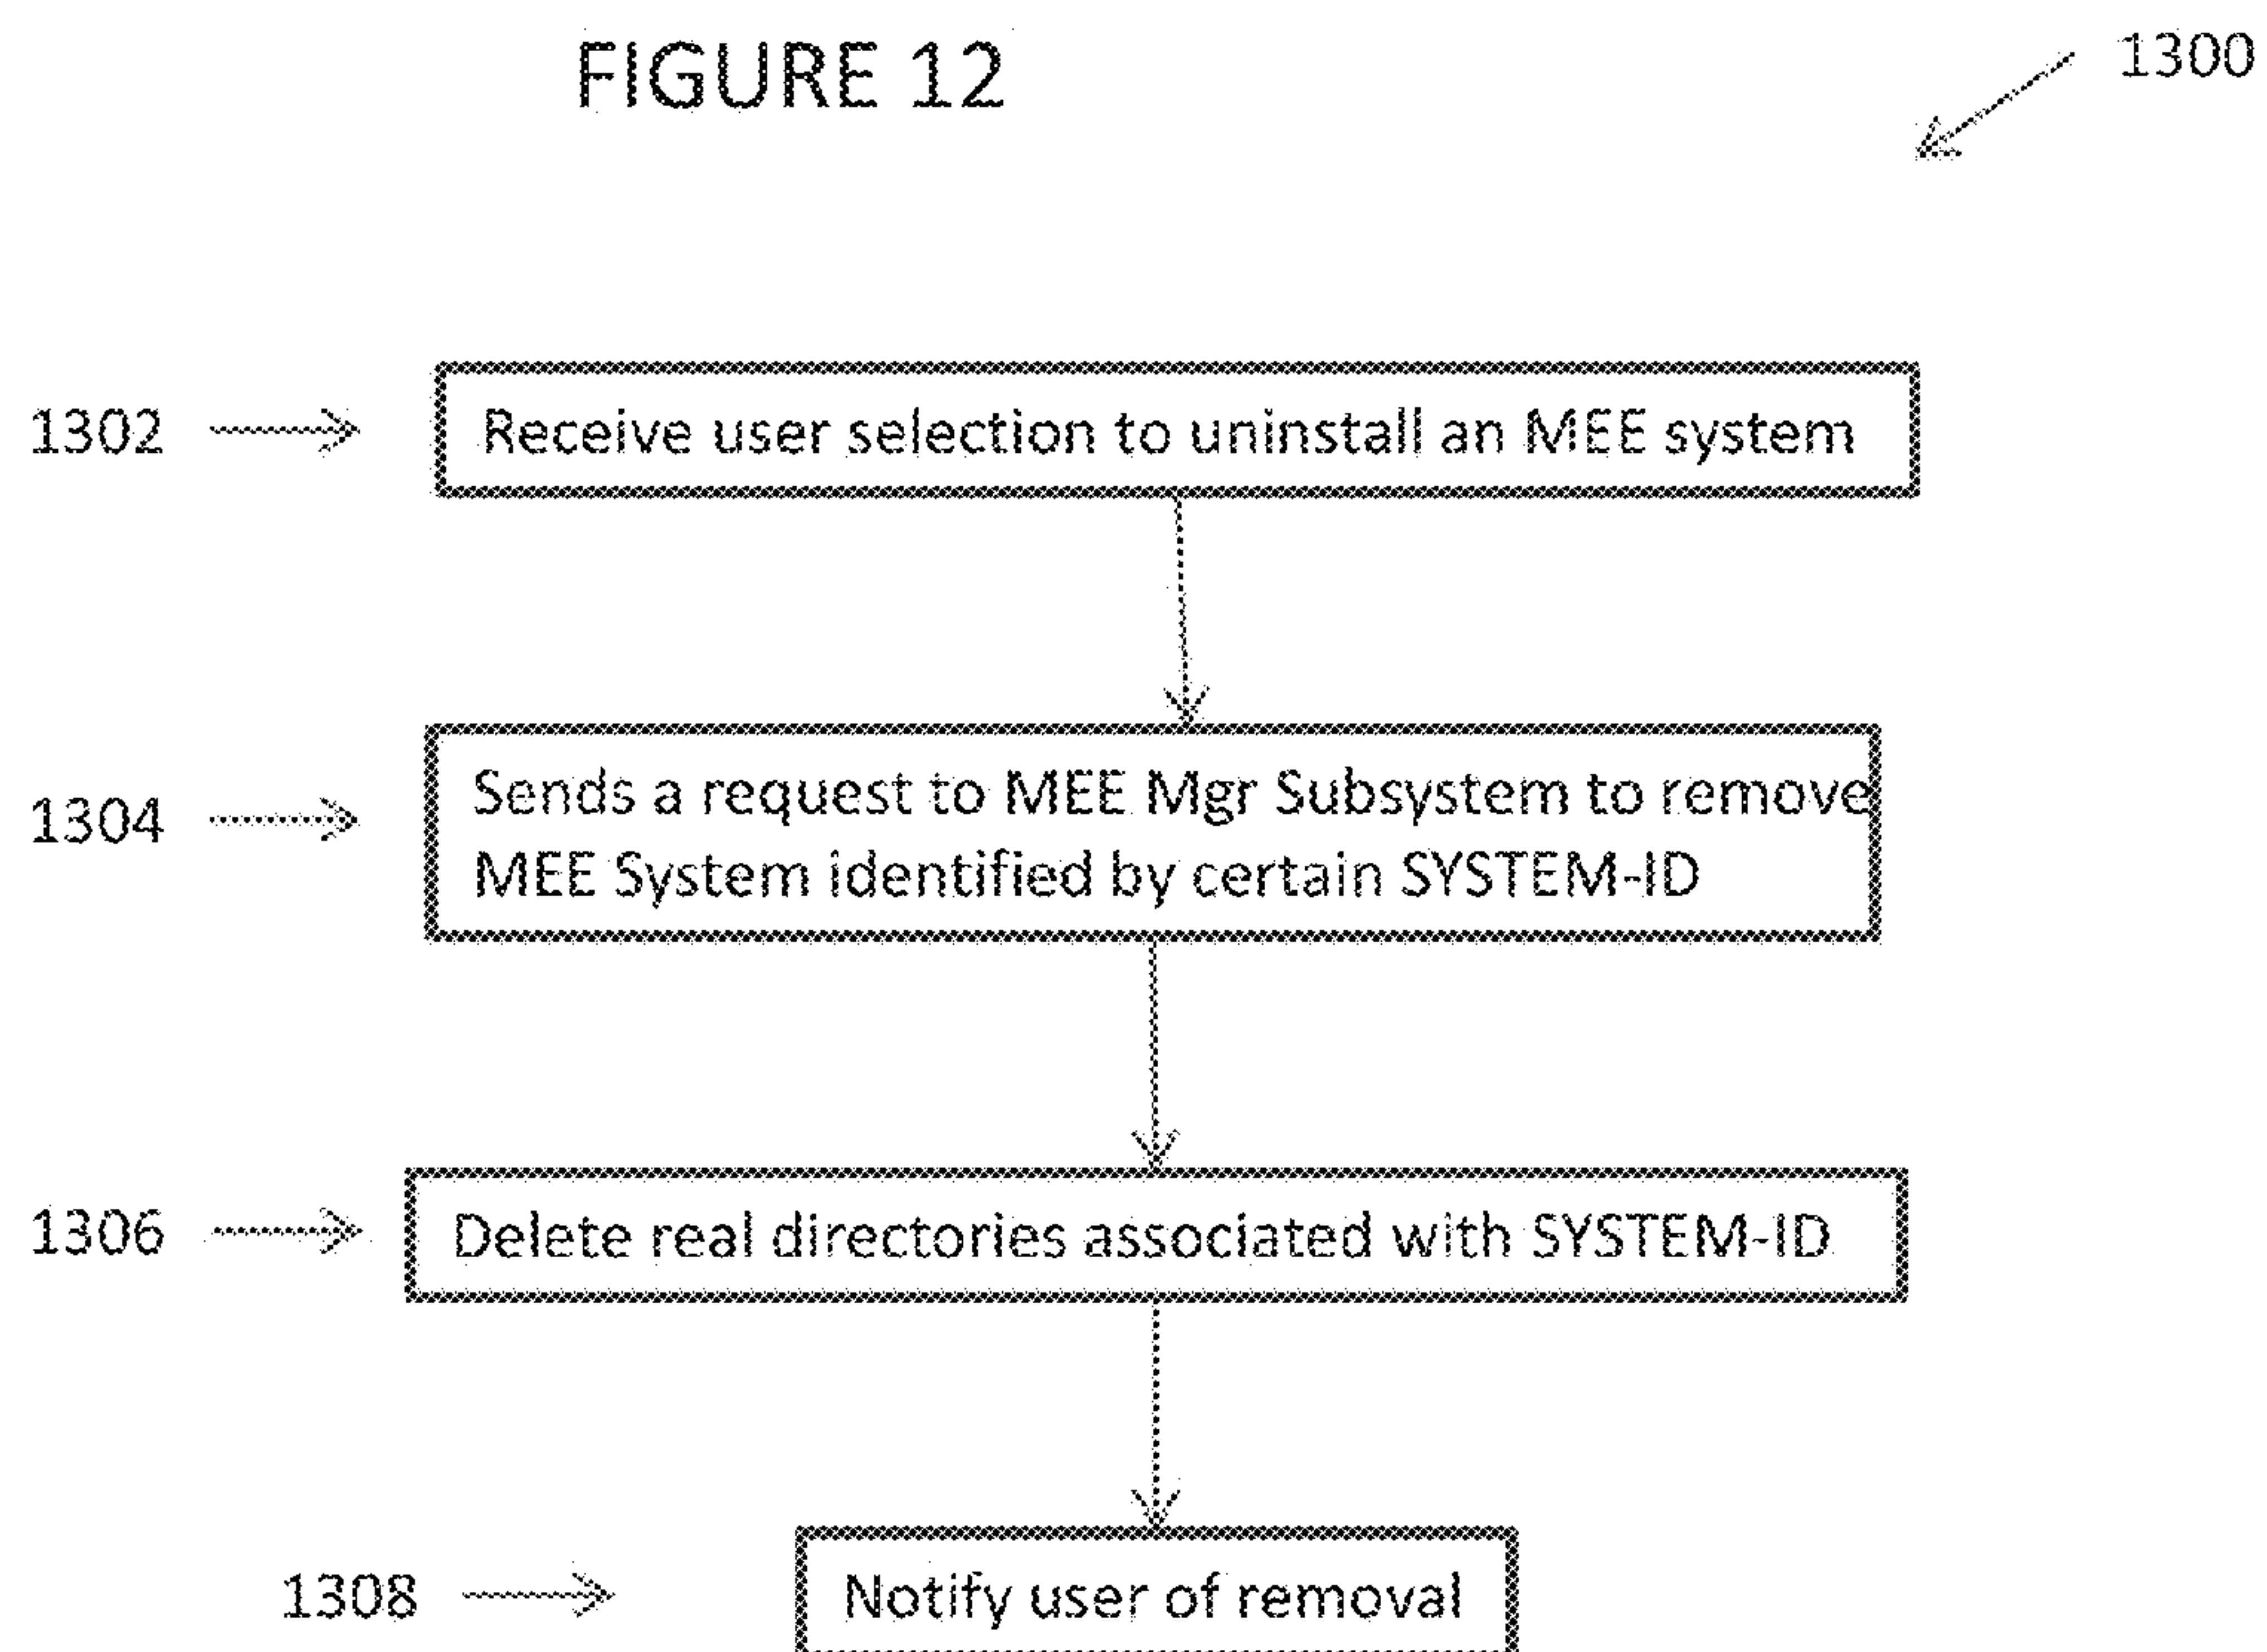 FIGURE 12
1300
1302
Receive user selection to uninstall an MEE system
1304
Sends a request to MEE Mgr Subsystem to remove
MEE System identified by certain SYSTEM-ID
1306
Delete real directories associated with SYSTEM-ID
1308
Notify user of removal